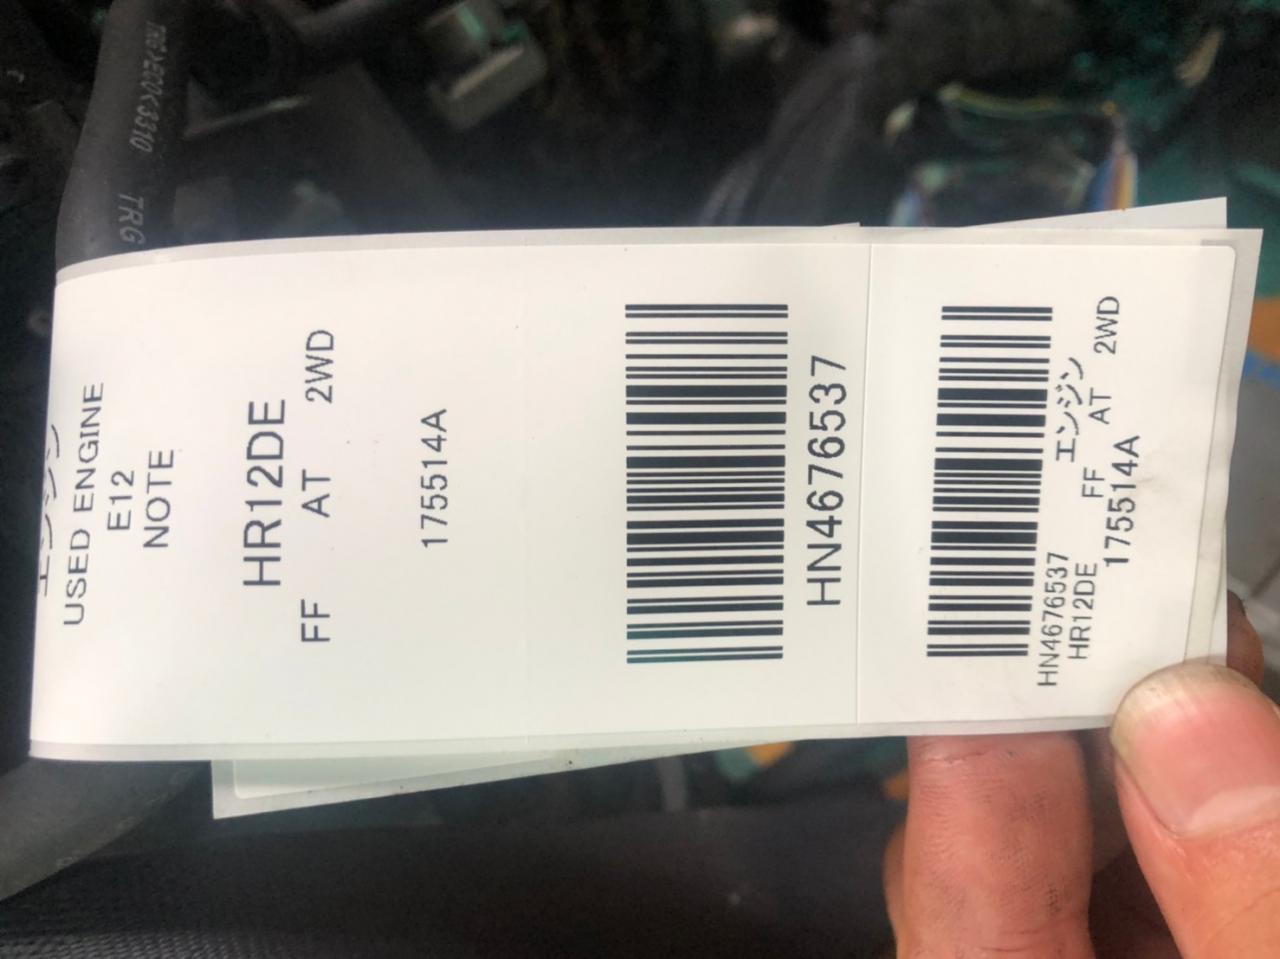 エンジン
USED ENGINE
E12
NOTE
HR12DE
FF AT 2WD
175514A
HN4676537
HN4676537 エンジン
HR12DE FF AT 2WD
175514A
TRG